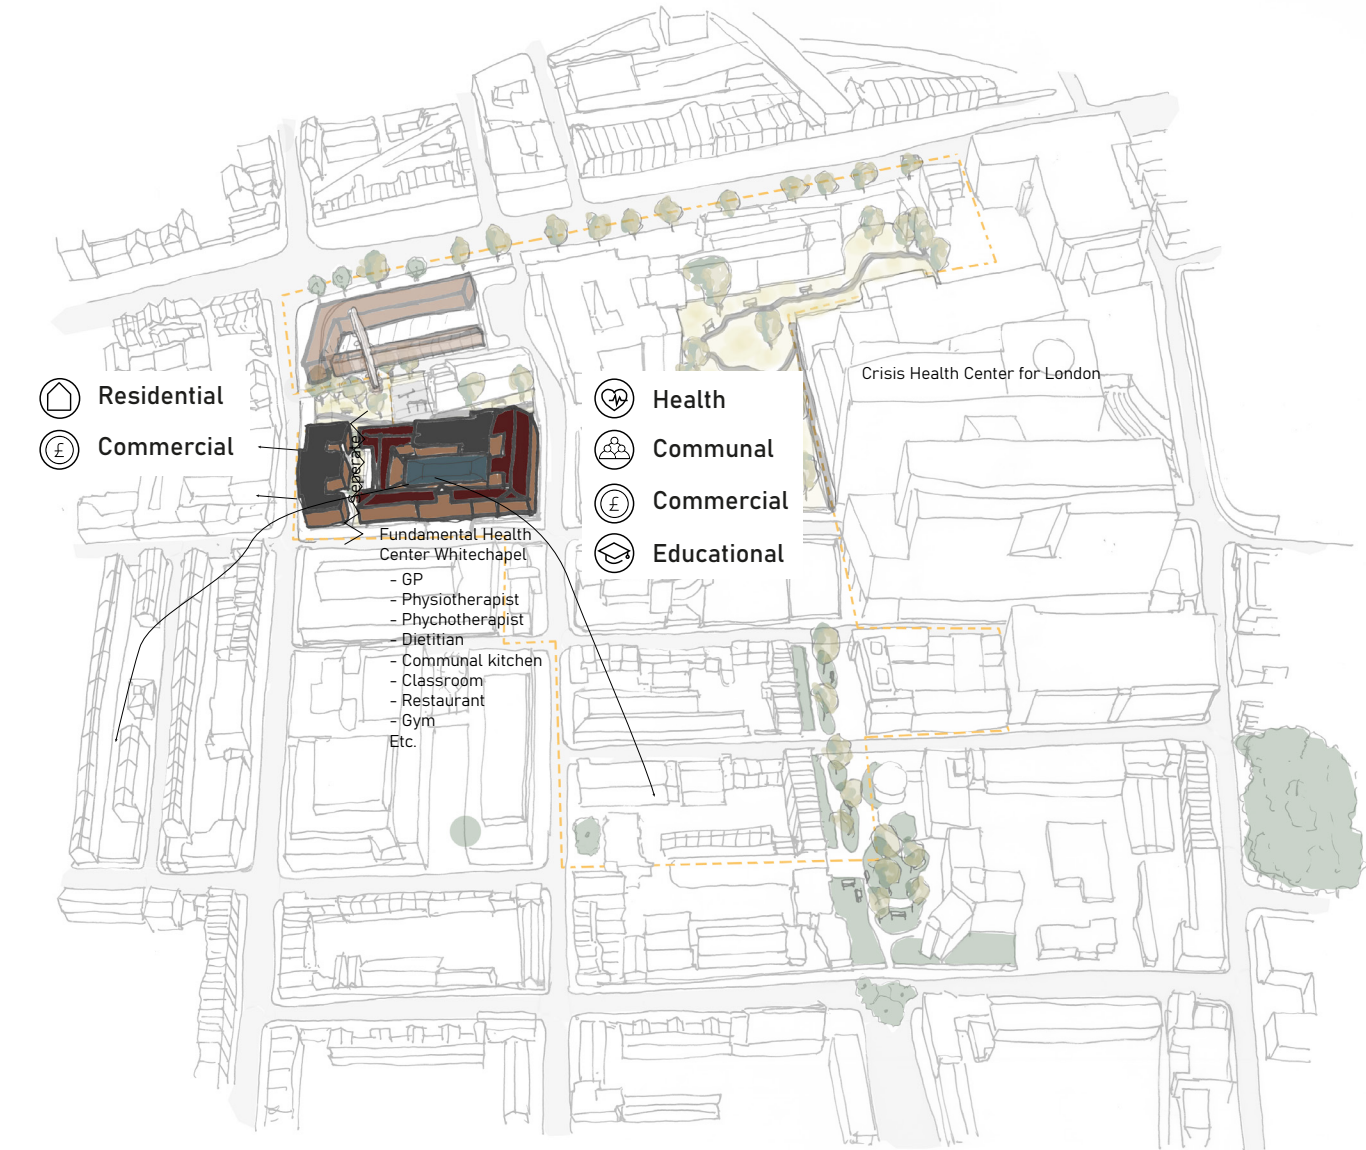 Residential
Commercial
£
seperate
Health
Communal
Commercial
£
Educational
Crisis Health Center for London
Fundamental Health
Center Whitechapel
- GP
- Physiotherapist
- Phychotherapist
- Dietitian
- Communal kitchen
- Classroom
- Restaurant
- Gym
Etc.